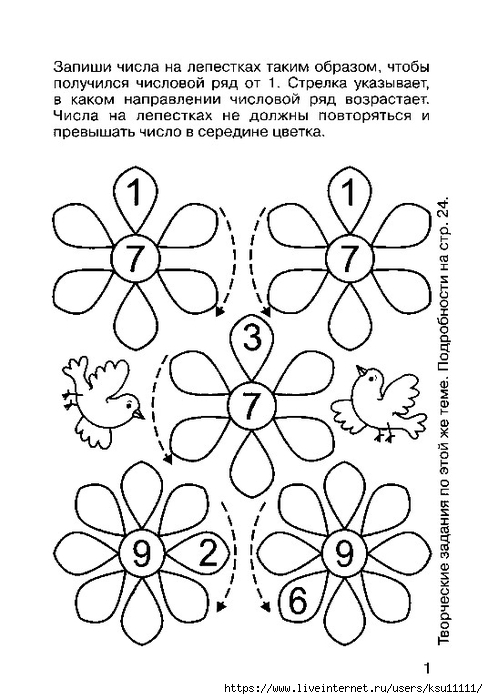 Запиши числа на лепестках таким образом, чтобы
получился числовой ряд от 1. Стрелка указывает,
в каком направлении числовой ряд возрастает.
Числа на лепестках не должны повторяться и
превышать число в середине цветка.
1
7
1
7
3
7
9
2
9
6
Творческие задания по этой же теме. Подробности на стр. 24.
1
https://www.liveinternet.ru/users/ksu11111/